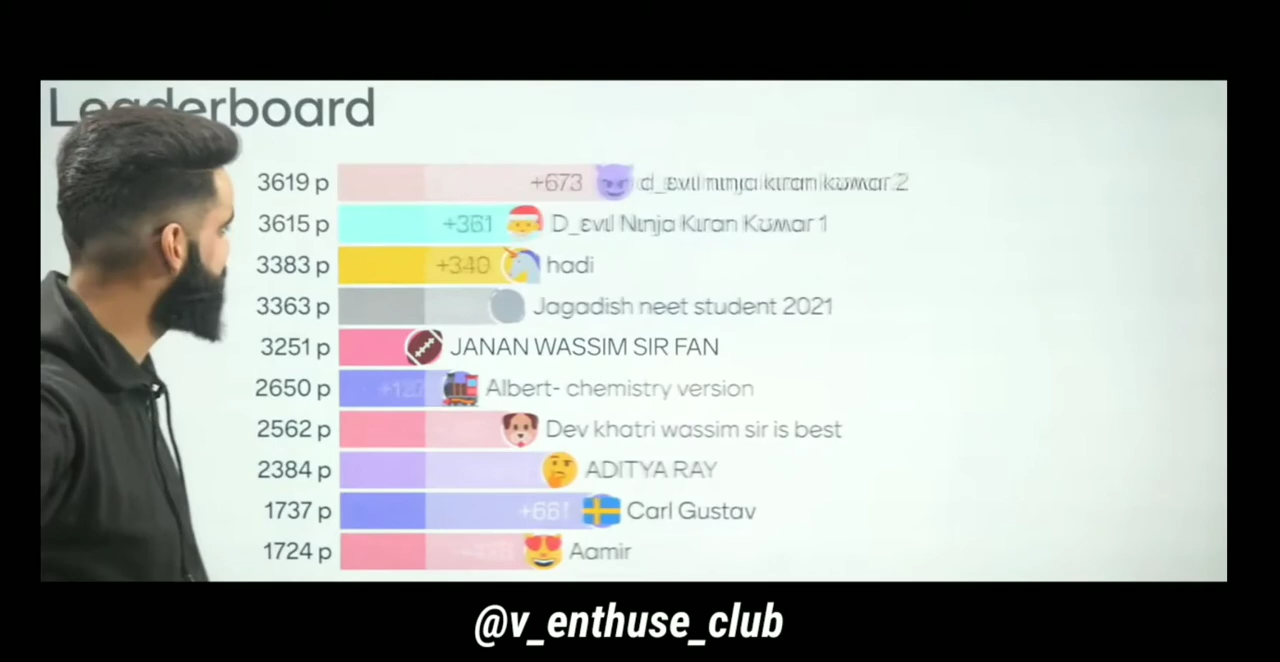 Leaderboard
3619 p +673 d_evil ninja kiran kumar 2
3615 p +361 D_evil Ninja Kiran Kumar 1
3383 p +340 hadi
3363 p Jagadish neet student 2021
3251 p JANAN WASSIM SIR FAN
2650 p Albert- chemistry version
2562 p Dev khatri wassim sir is best
2384 p ADITYA RAY
1737 p +661 Carl Gustav
1724 p Aamir
@v_enthuse_club